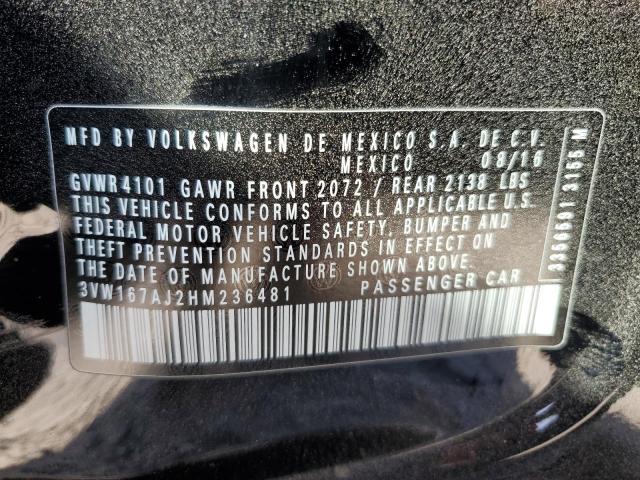 MFD BY VOLKSWAGEN DE MEXICO S.A. DE C.V.
MEXICO 08/16
GVWR4101 GAWR FRONT 2072 / REAR 2138 LBS
THIS VEHICLE CONFORMS TO ALL APPLICABLE U.S.
FEDERAL MOTOR VEHICLE SAFETY, BUMPER AND
THEFT PREVENTION STANDARDS IN EFFECT ON
THE DATE OF MANUFACTURE SHOWN ABOVE.
3VW167AJ2HM236481 PASSENGER CAR